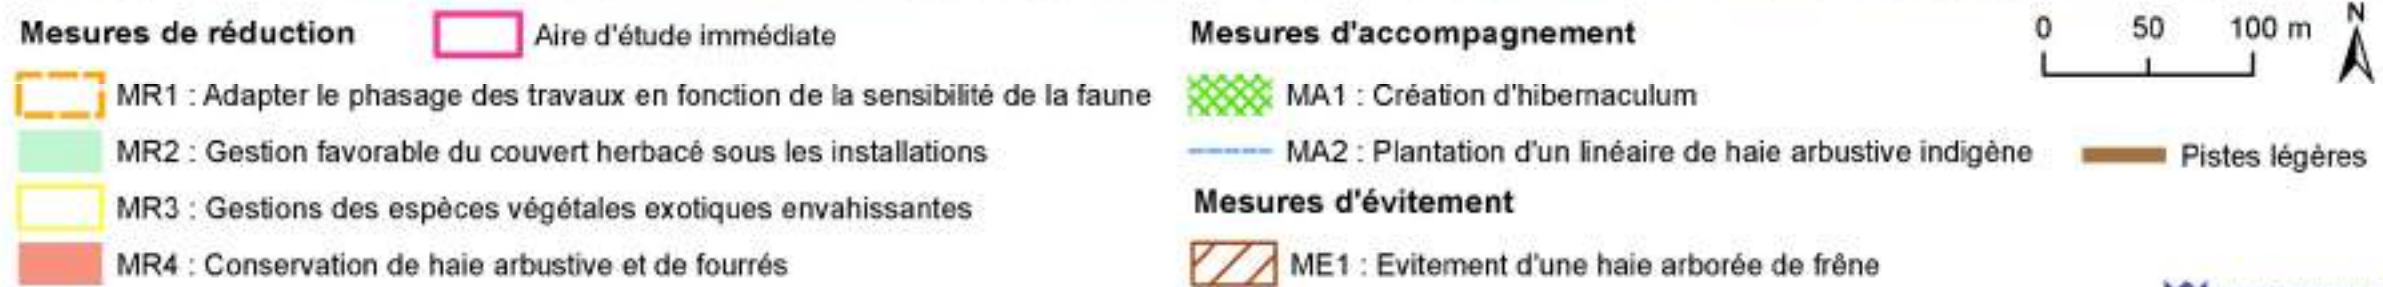 Mesures de réduction
Aire d'étude immédiate
MR1 : Adapter le phasage des travaux en fonction de la sensibilité de la faune
MR2 : Gestion favorable du couvert herbacé sous les installations
MR3 : Gestions des espèces végétales exotiques envahissantes
MR4 : Conservation de haie arbustive et de fourrés
Mesures d'accompagnement
MA1 : Création d'hibernaculum
MA2 : Plantation d'un linéaire de haie arbustive indigène
Mesures d'évitement
ME1 : Evitement d'une haie arborée de frêne
0 50 100 m
N
Pistes légères